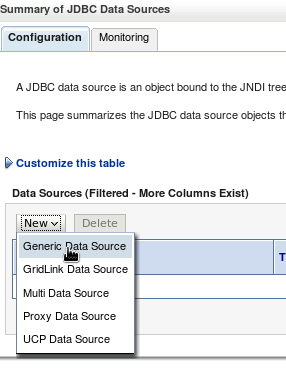 Summary of JDBC Data Sources
Configuration Monitoring
A JDBC data source is an object bound to the JNDI tree
This page summarizes the JDBC data source objects th
Customize this table
Data Sources (Filtered - More Columns Exist)
New Delete
Generic Data Source
T
GridLink Data Source
Multi Data Source
Proxy Data Source
UCP Data Source